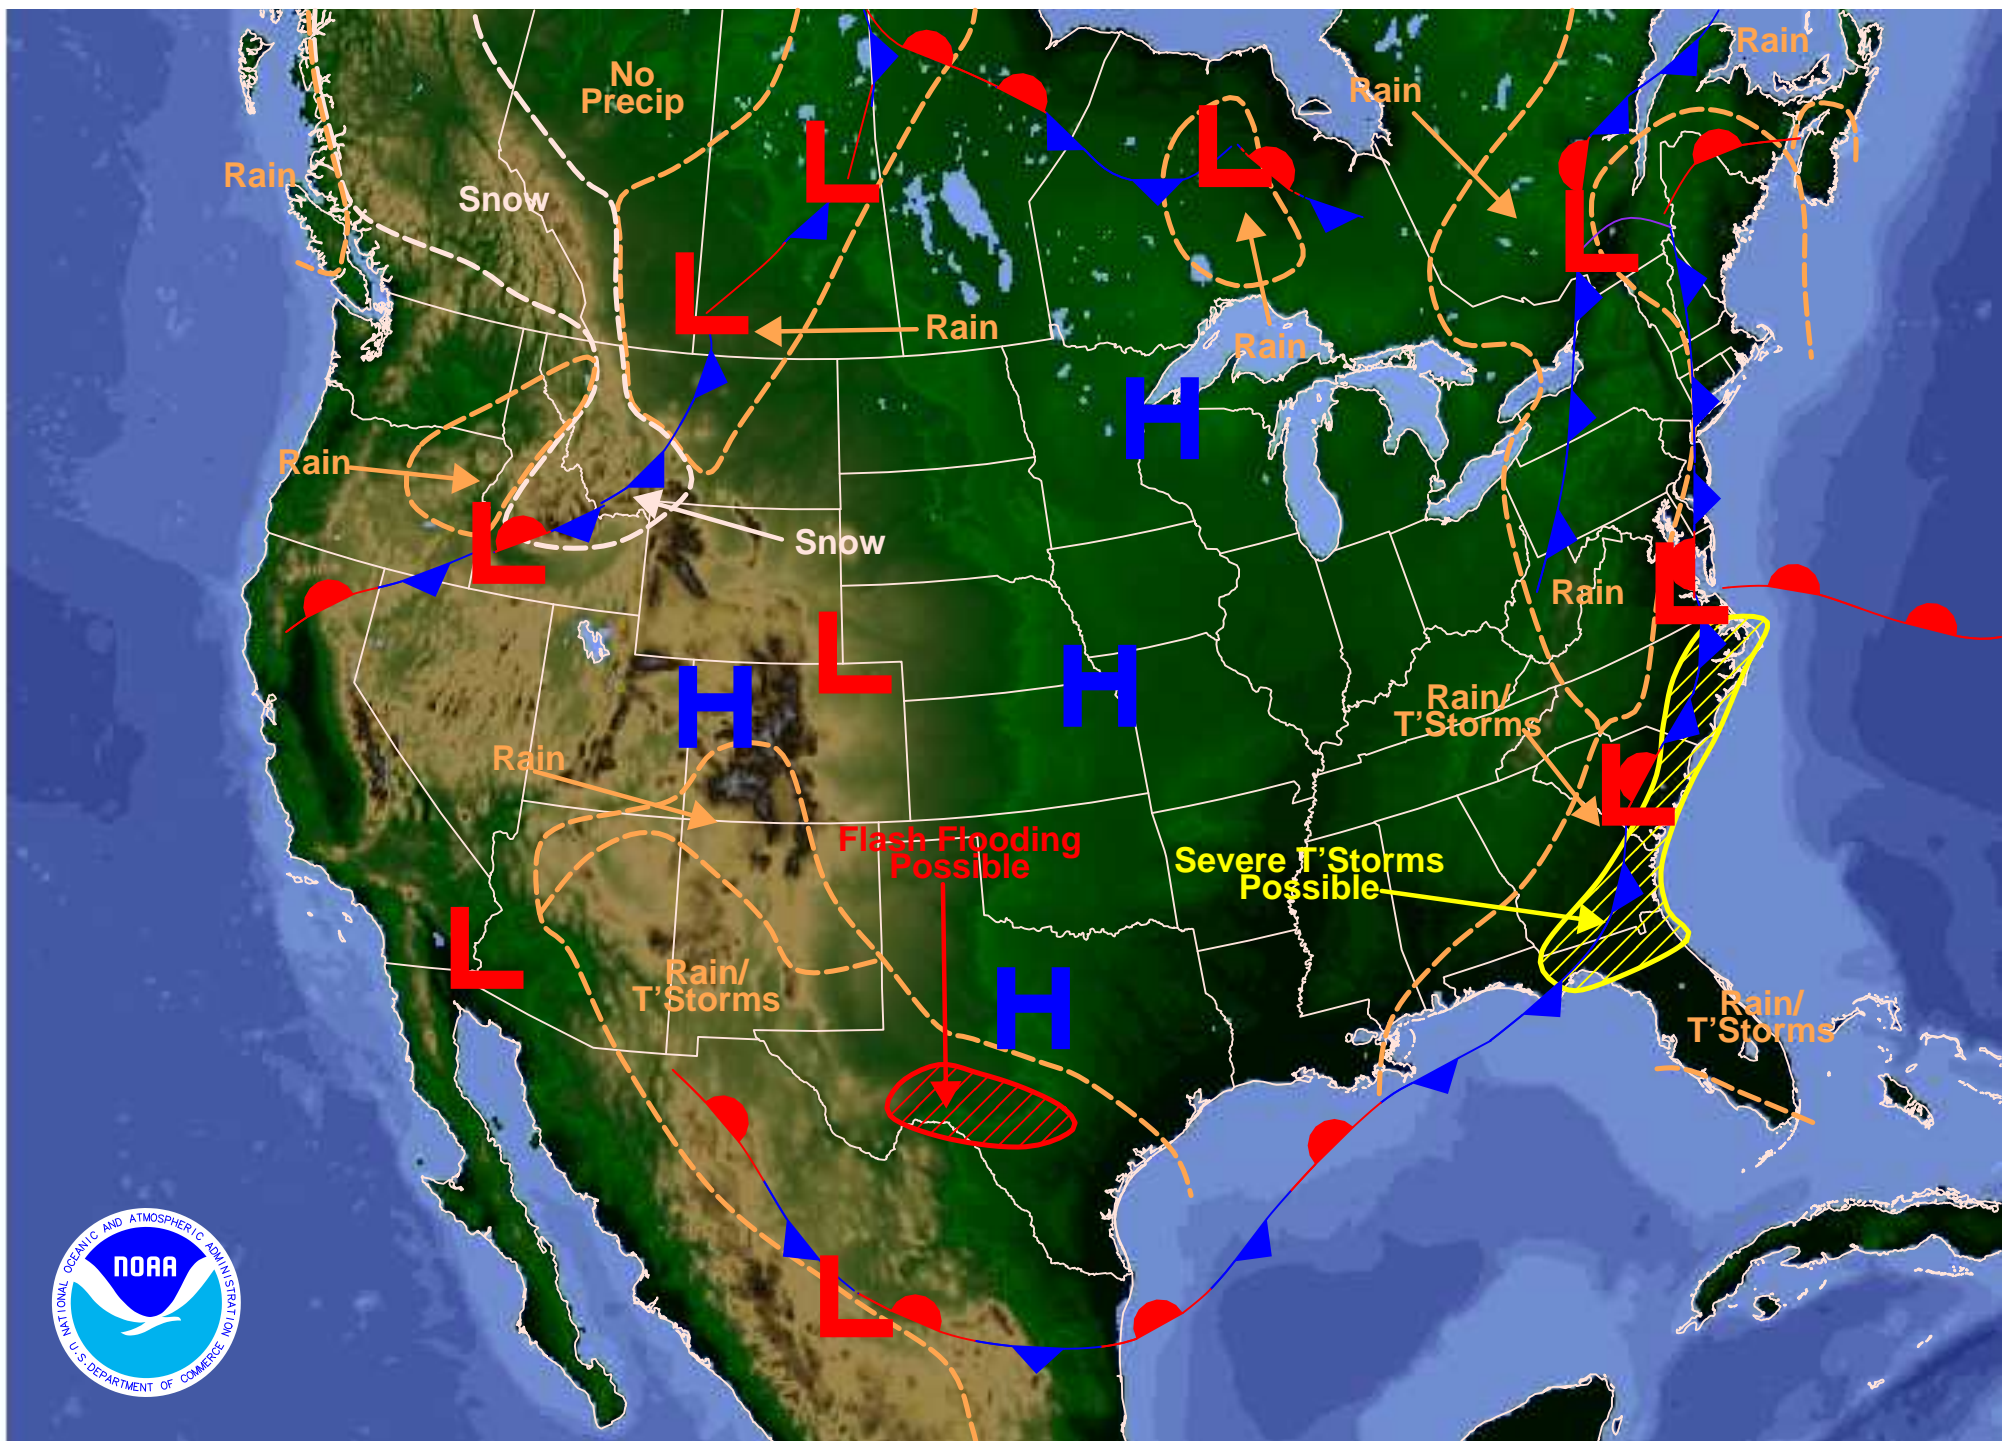 No
Precip
Rain
Rain
Rain
Snow
Rain
Rain
Rain
Snow
Rain
Rain/
T'Storms
Rain
Flash Flooding
Possible
Severe T'Storms
Possible
Rain/
T'Storms
Rain/
T'Storms
L
L
L
L
L
L
L
L
L
L
H
H
H
H
NATIONAL OCEANIC AND ATMOSPHERIC ADMINISTRATION
NOAA
U.S. DEPARTMENT OF COMMERCE